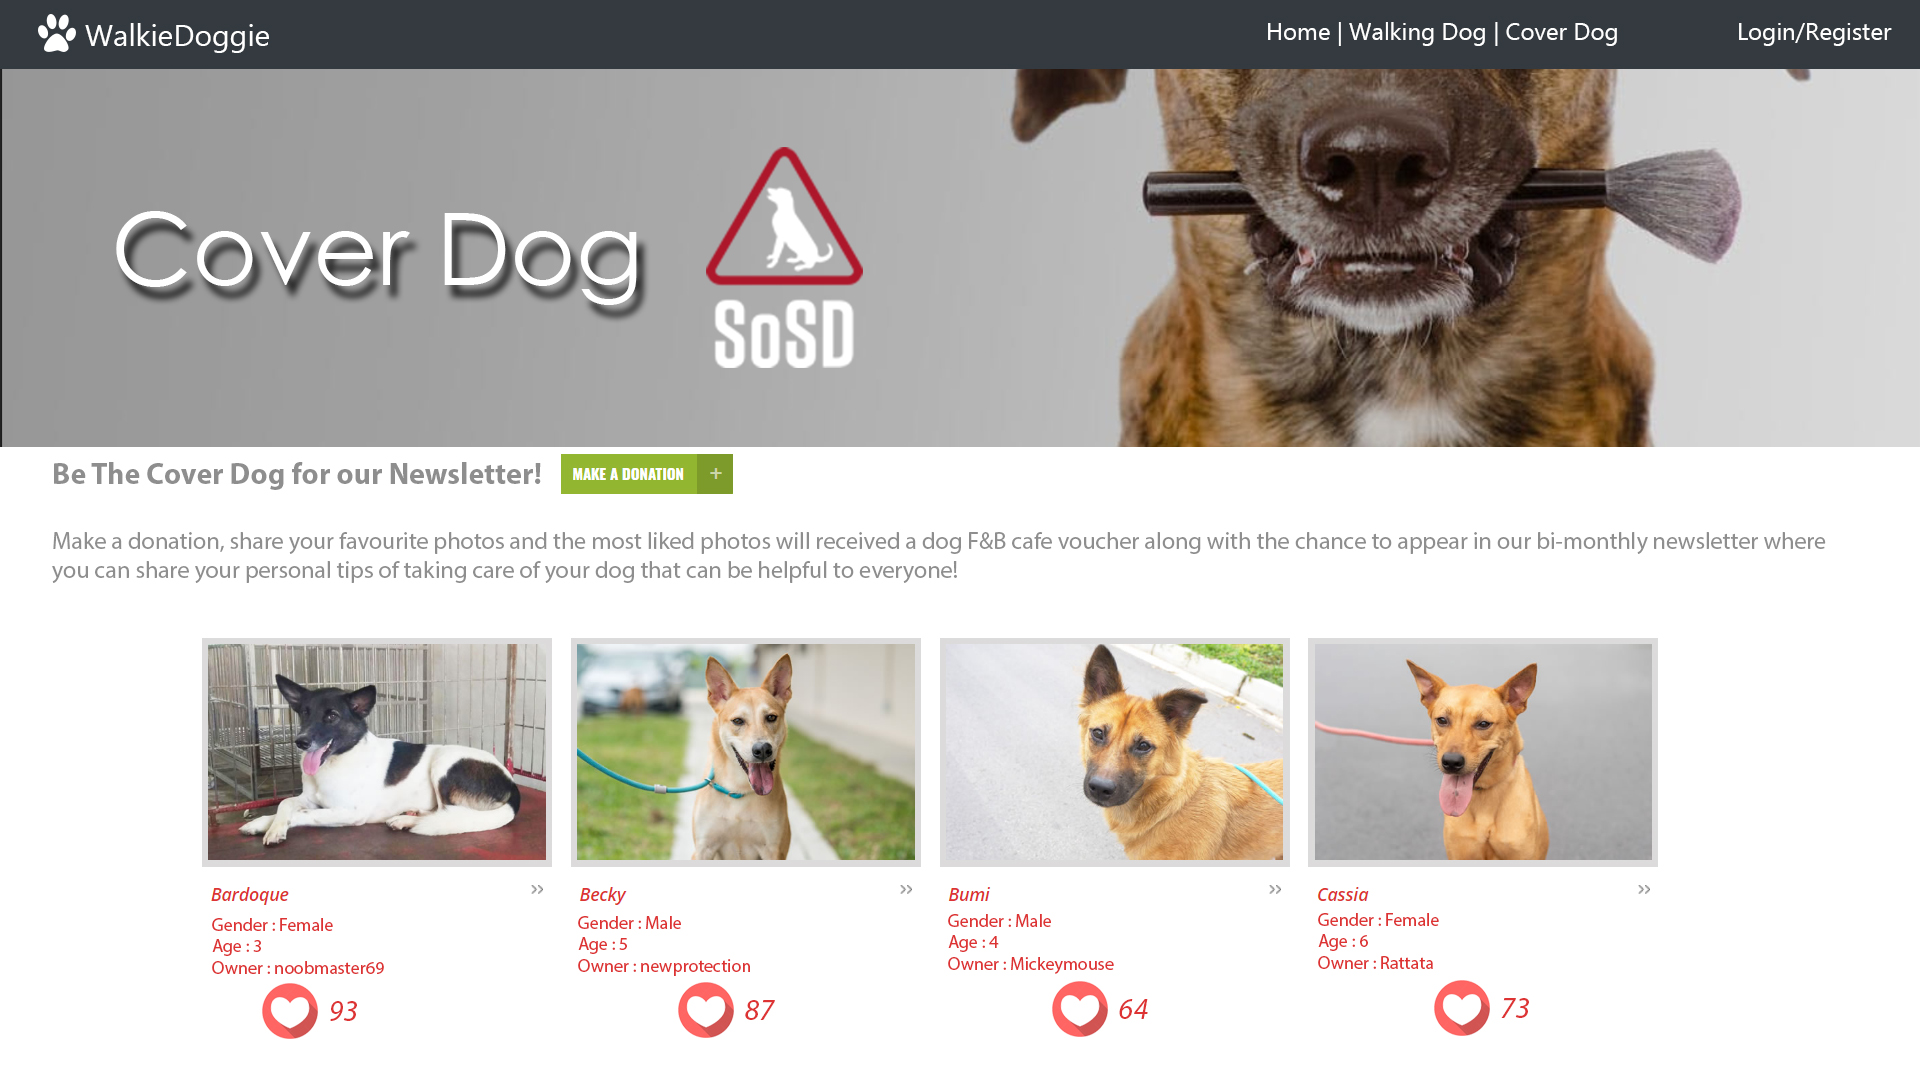 WalkieDoggie
Home | Walking Dog | Cover Dog
Login/Register
Cover Dog
SoSD
Be The Cover Dog for our Newsletter!
MAKE A DONATION +
Make a donation, share your favourite photos and the most liked photos will received a dog F&B cafe voucher along with the chance to appear in our bi-monthly newsletter where
you can share your personal tips of taking care of your dog that can be helpful to everyone!
Bardoque »
Gender : Female
Age : 3
Owner : noobmaster69
93
Becky »
Gender : Male
Age : 5
Owner : newprotection
87
Bumi »
Gender : Male
Age : 4
Owner : Mickeymouse
64
Cassia »
Gender : Female
Age : 6
Owner : Rattata
73